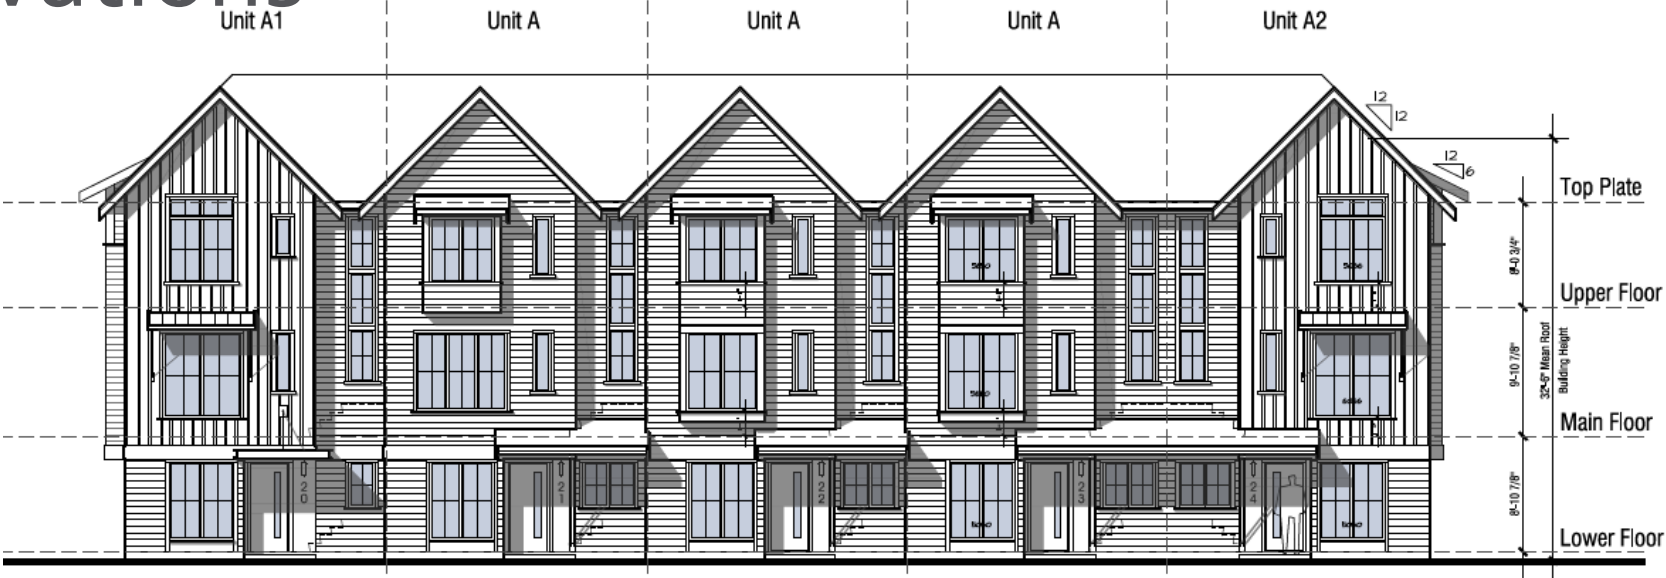 vations
Unit A1
Unit A
Unit A
Unit A
Unit A2
12
12
12
6
Top Plate
8'-0 3/4"
Upper Floor
9'-10 7/8"
32'-6" Mean Roof
Building Height
Main Floor
8'-10 7/8"
Lower Floor
20
21
22
23
24